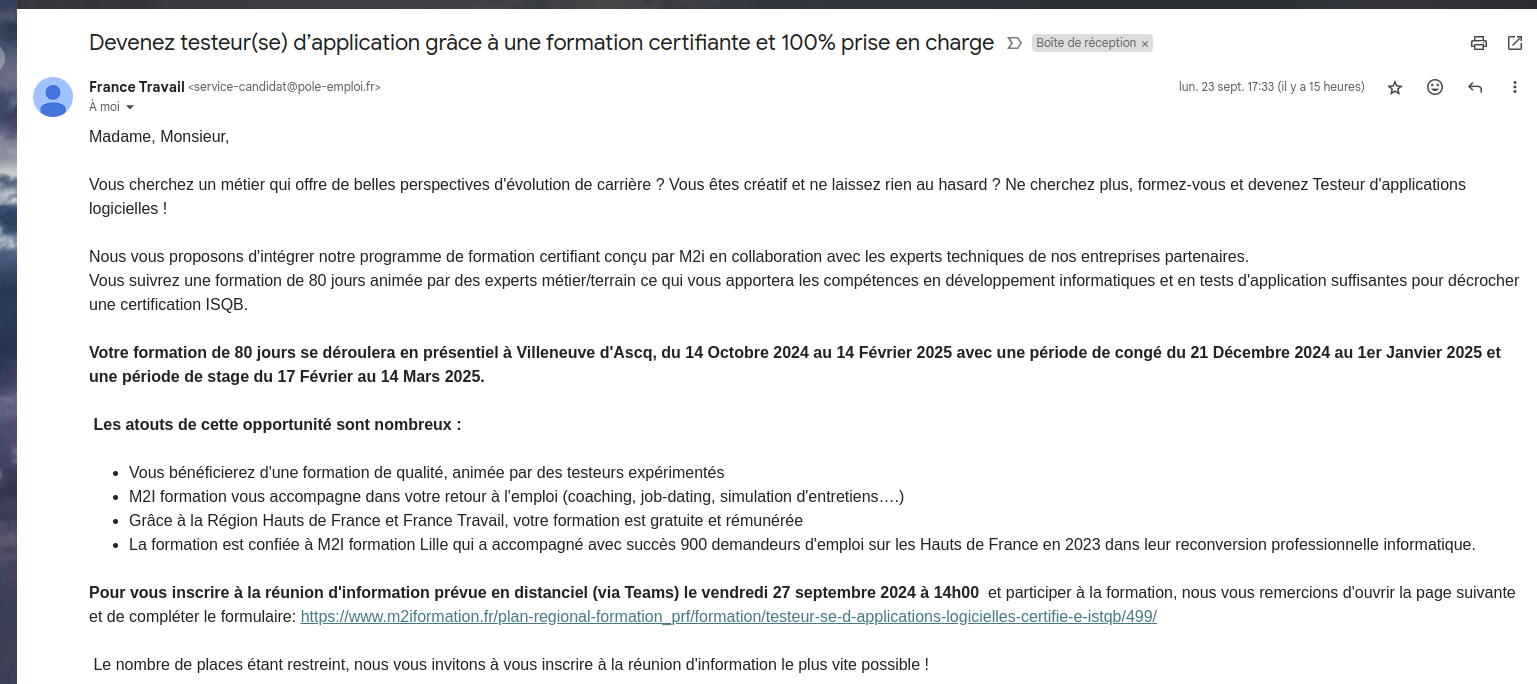 Devenez testeur(se) d’application grâce à une formation certifiante et 100% prise en charge Boîte de réception ×
France Travail <service-candidat@pole-emploi.fr> lun. 23 sept. 17:33 (il y a 15 heures)
À moi
Madame, Monsieur,
Vous cherchez un métier qui offre de belles perspectives d'évolution de carrière ? Vous êtes créatif et ne laissez rien au hasard ? Ne cherchez plus, formez-vous et devenez Testeur d'applications
logicielles !
Nous vous proposons d'intégrer notre programme de formation certifiant conçu par M2i en collaboration avec les experts techniques de nos entreprises partenaires.
Vous suivrez une formation de 80 jours animée par des experts métier/terrain ce qui vous apportera les compétences en développement informatiques et en tests d'application suffisantes pour décrocher
une certification ISQB.
Votre formation de 80 jours se déroulera en présentiel à Villeneuve d'Ascq, du 14 Octobre 2024 au 14 Février 2025 avec une période de congé du 21 Décembre 2024 au 1er Janvier 2025 et
une période de stage du 17 Février au 14 Mars 2025.
Les atouts de cette opportunité sont nombreux :
• Vous bénéficierez d'une formation de qualité, animée par des testeurs expérimentés
• M2I formation vous accompagne dans votre retour à l'emploi (coaching, job-dating, simulation d'entretiens….)
• Grâce à la Région Hauts de France et France Travail, votre formation est gratuite et rémunérée
• La formation est confiée à M2I formation Lille qui a accompagné avec succès 900 demandeurs d'emploi sur les Hauts de France en 2023 dans leur reconversion professionnelle informatique.
Pour vous inscrire à la réunion d'information prévue en distanciel (via Teams) le vendredi 27 septembre 2024 à 14h00 et participer à la formation, nous vous remercions d'ouvrir la page suivante
et de compléter le formulaire: https://www.m2iformation.fr/plan-regional-formation_prf/formation/testeur-se-d-applications-logicielles-certifie-e-istqb/499/
Le nombre de places étant restreint, nous vous invitons à vous inscrire à la réunion d'information le plus vite possible !